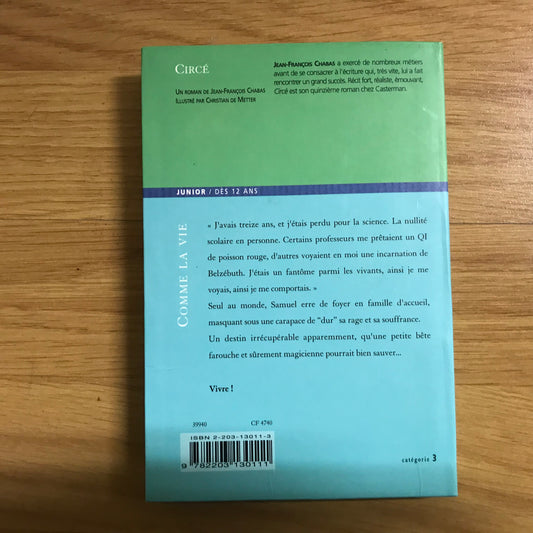 CIRCÉ
UN ROMAN DE JEAN-FRANÇOIS CHABAS
ILLUSTRÉ PAR CHRISTIAN DE METTER
JEAN-FRANÇOIS CHABAS a exercé de nombreux métiers
avant de se consacrer à l'écriture qui, très vite, lui a fait
rencontrer un grand succès. Récit fort, réaliste, émouvant,
Circé est son quinzième roman chez Casterman.
JUNIOR / DÈS 12 ANS
COMME LA VIE
« J'avais treize ans, et j'étais perdu pour la science. La nullité
scolaire en personne. Certains professeurs me prêtaient un QI
de poisson rouge, d'autres voyaient en moi une incarnation de
Belzébuth. J'étais un fantôme parmi les vivants, ainsi je me
voyais, ainsi je me comportais. »
Seul au monde, Samuel erre de foyer en famille d'accueil,
masquant sous une carapace de "dur" sa rage et sa souffrance.
Un destin irrécupérable apparemment, qu'une petite bête
farouche et sûrement magicienne pourrait bien sauver...
Vivre !
39940 CF 4740
ISBN 2-203-13011-3
9 782203 130111
catégorie 3